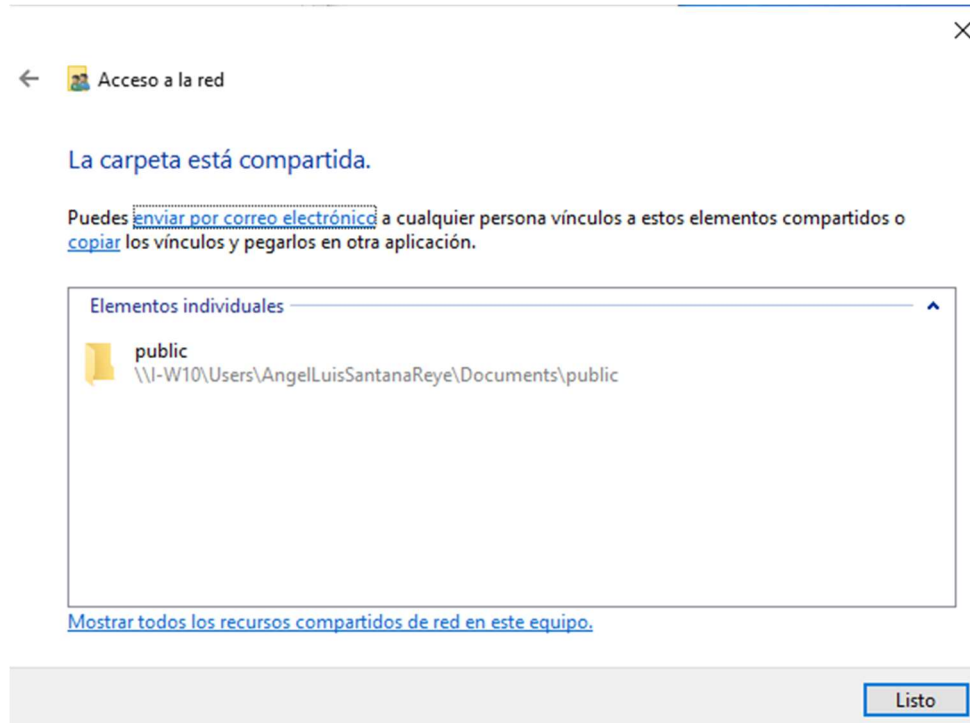 Acceso a la red
La carpeta está compartida.
Puedes enviar por correo electrónico a cualquier persona vínculos a estos elementos compartidos o
copiar los vínculos y pegarlos en otra aplicación.
Elementos individuales
public
\\I-W10\Users\AngelLuisSantanaReye\Documents\public
Mostrar todos los recursos compartidos de red en este equipo.
Listo